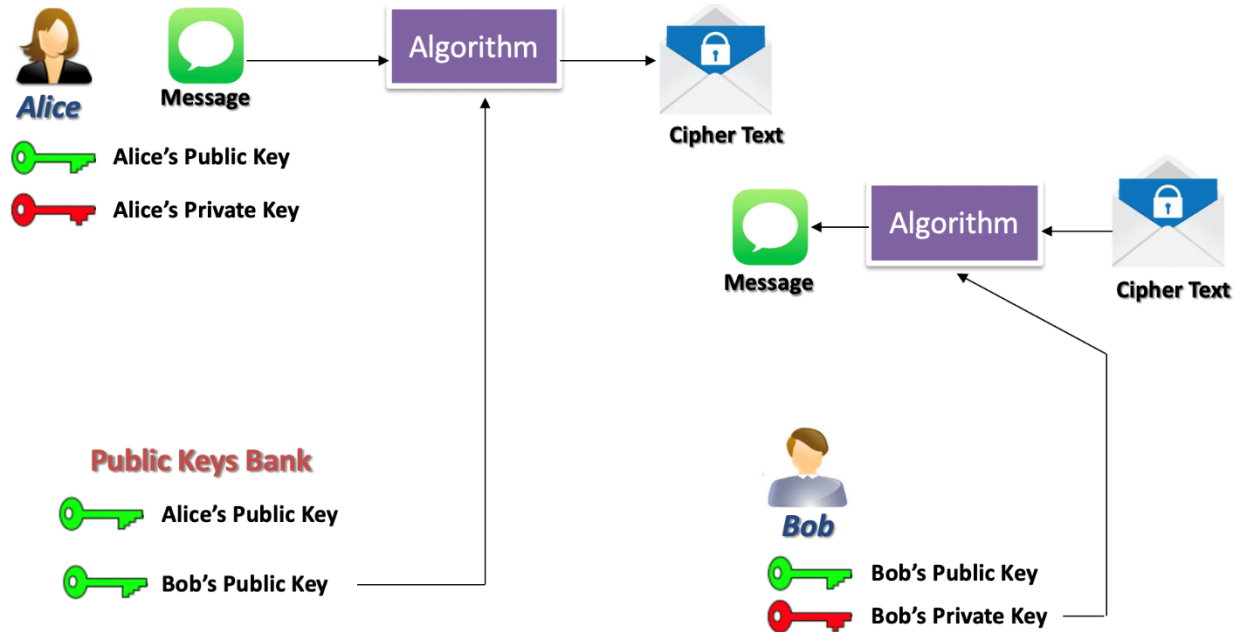 Algorithm
Message
Alice
Cipher Text
Alice’s Public Key
Alice’s Private Key
Algorithm
Message
Cipher Text
Public Keys Bank
Alice’s Public Key
Bob’s Public Key
Bob
Bob’s Public Key
Bob’s Private Key